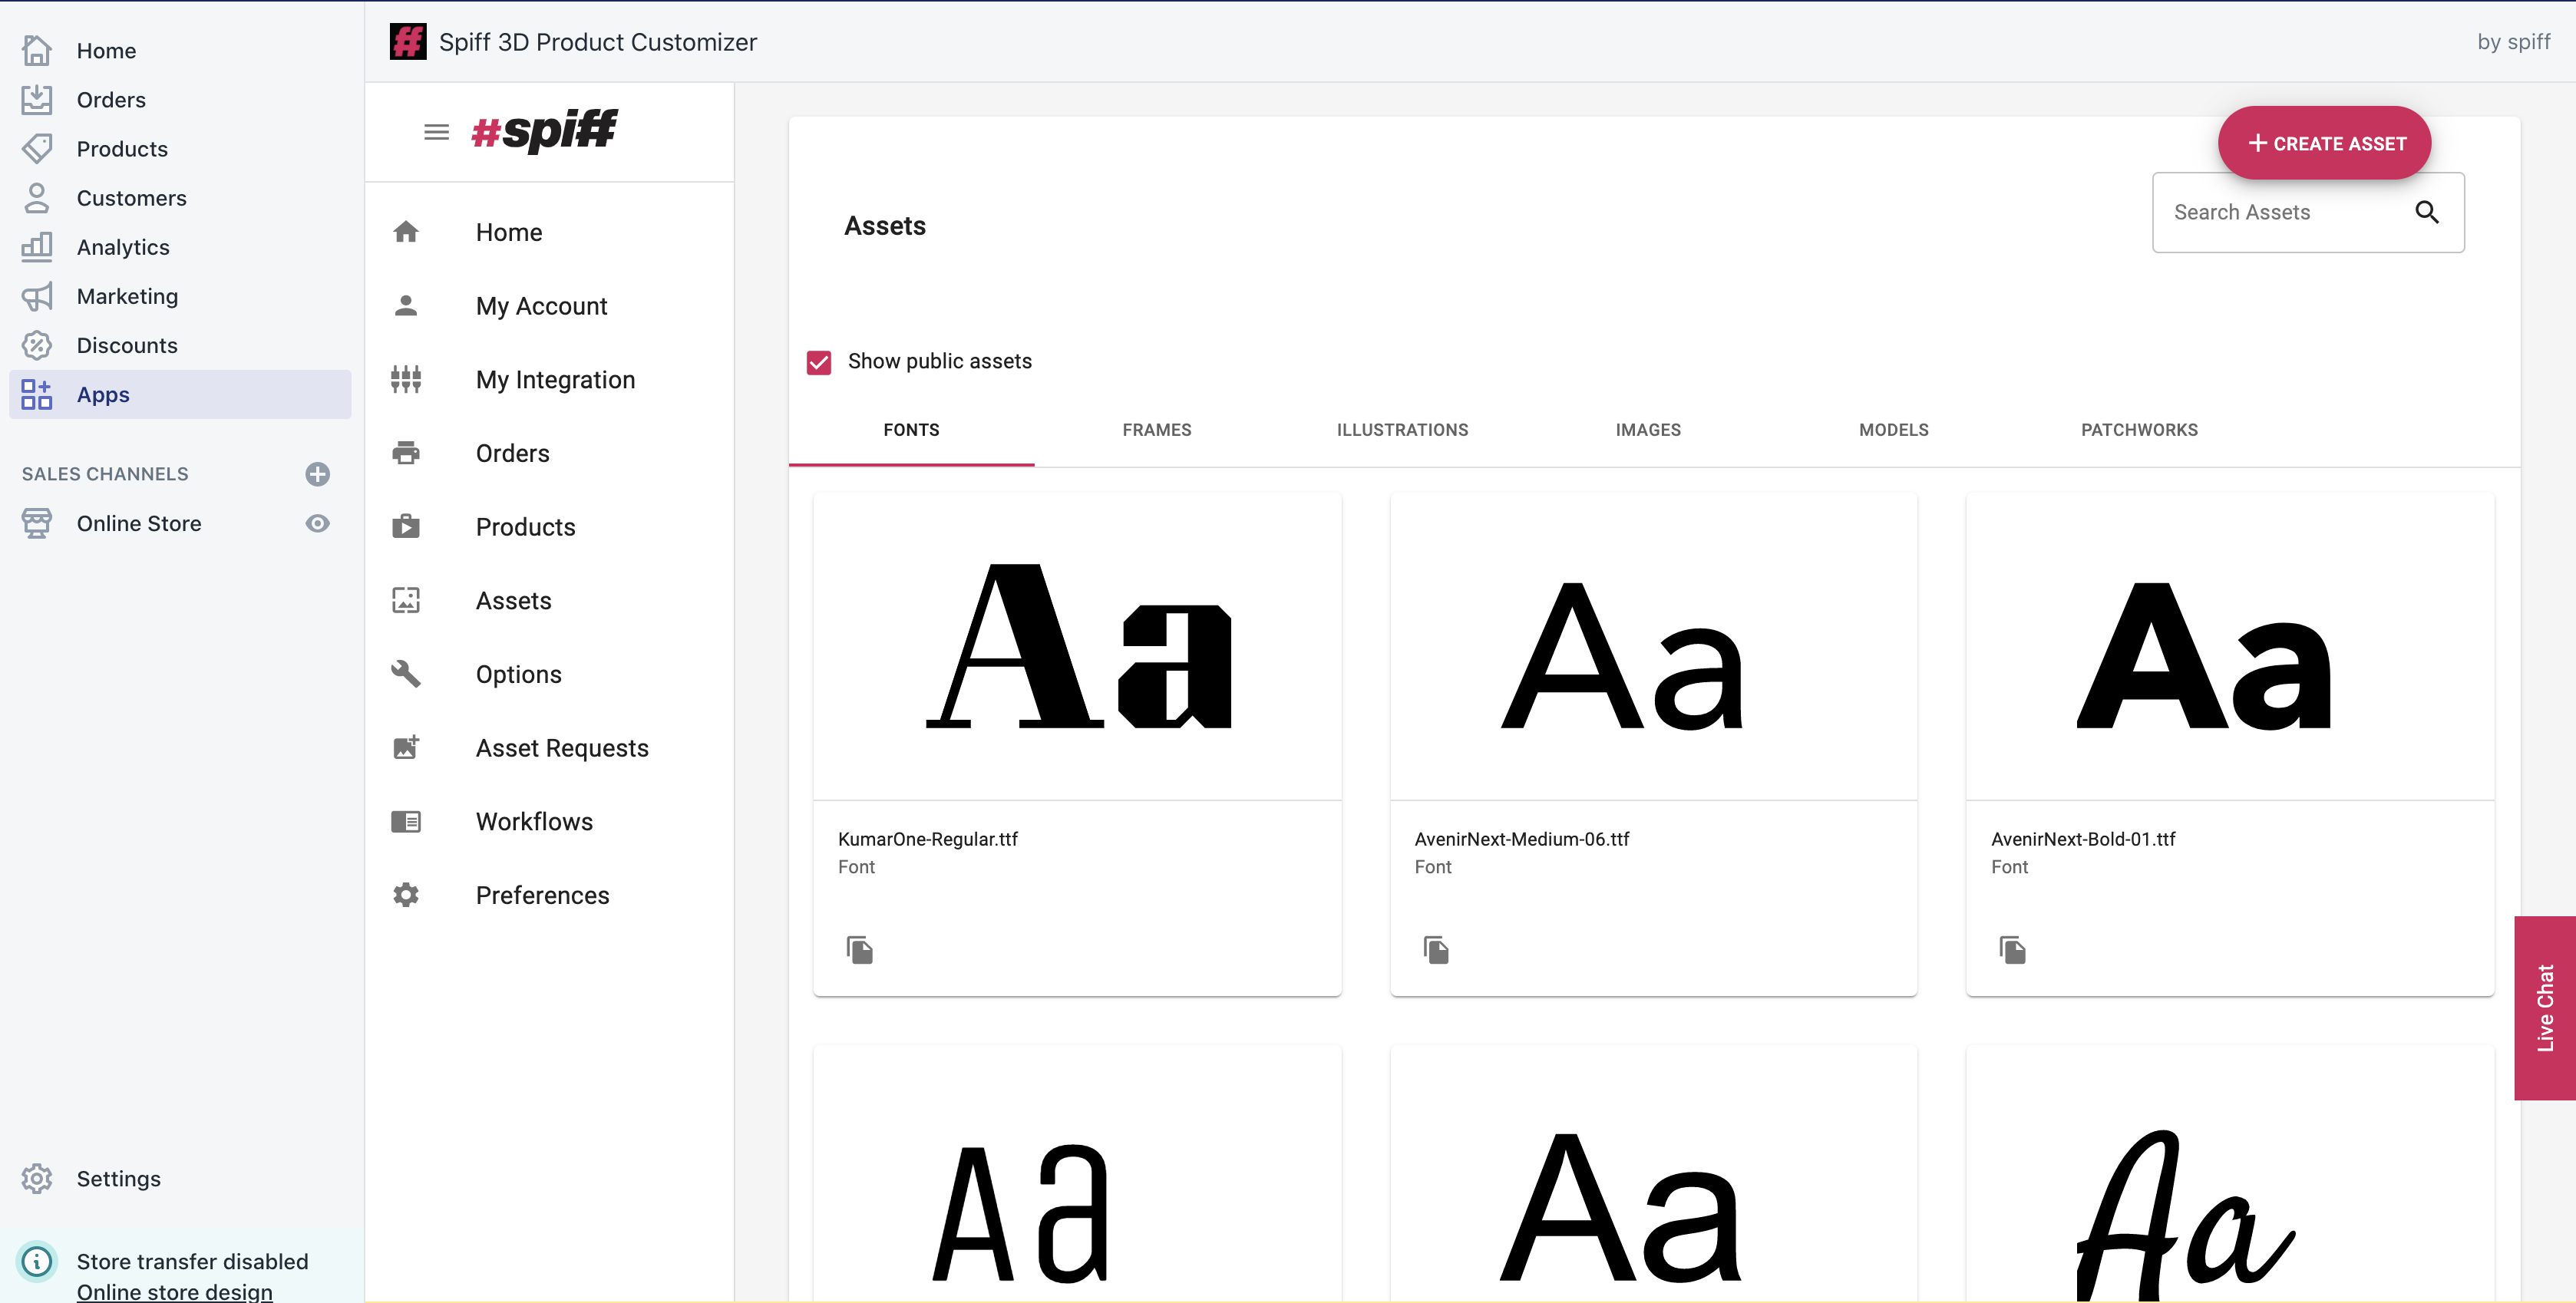 Home
Orders
Products
Customers
Analytics
Marketing
Discounts
Apps
SALES CHANNELS
Online Store
Settings
Store transfer disabled
Online store design
Spiff 3D Product Customizer
by spiff
#spiff
Home
My Account
My Integration
Orders
Products
Assets
Options
Asset Requests
Workflows
Preferences
CREATE ASSET
Assets
Search Assets
Show public assets
FONTS
FRAMES
ILLUSTRATIONS
IMAGES
MODELS
PATCHWORKS
Aa
KumarOne-Regular.ttf
Font
Aa
AvenirNext-Medium-06.ttf
Font
Aa
AvenirNext-Bold-01.ttf
Font
Aa
Aa
Aa
Live Chat